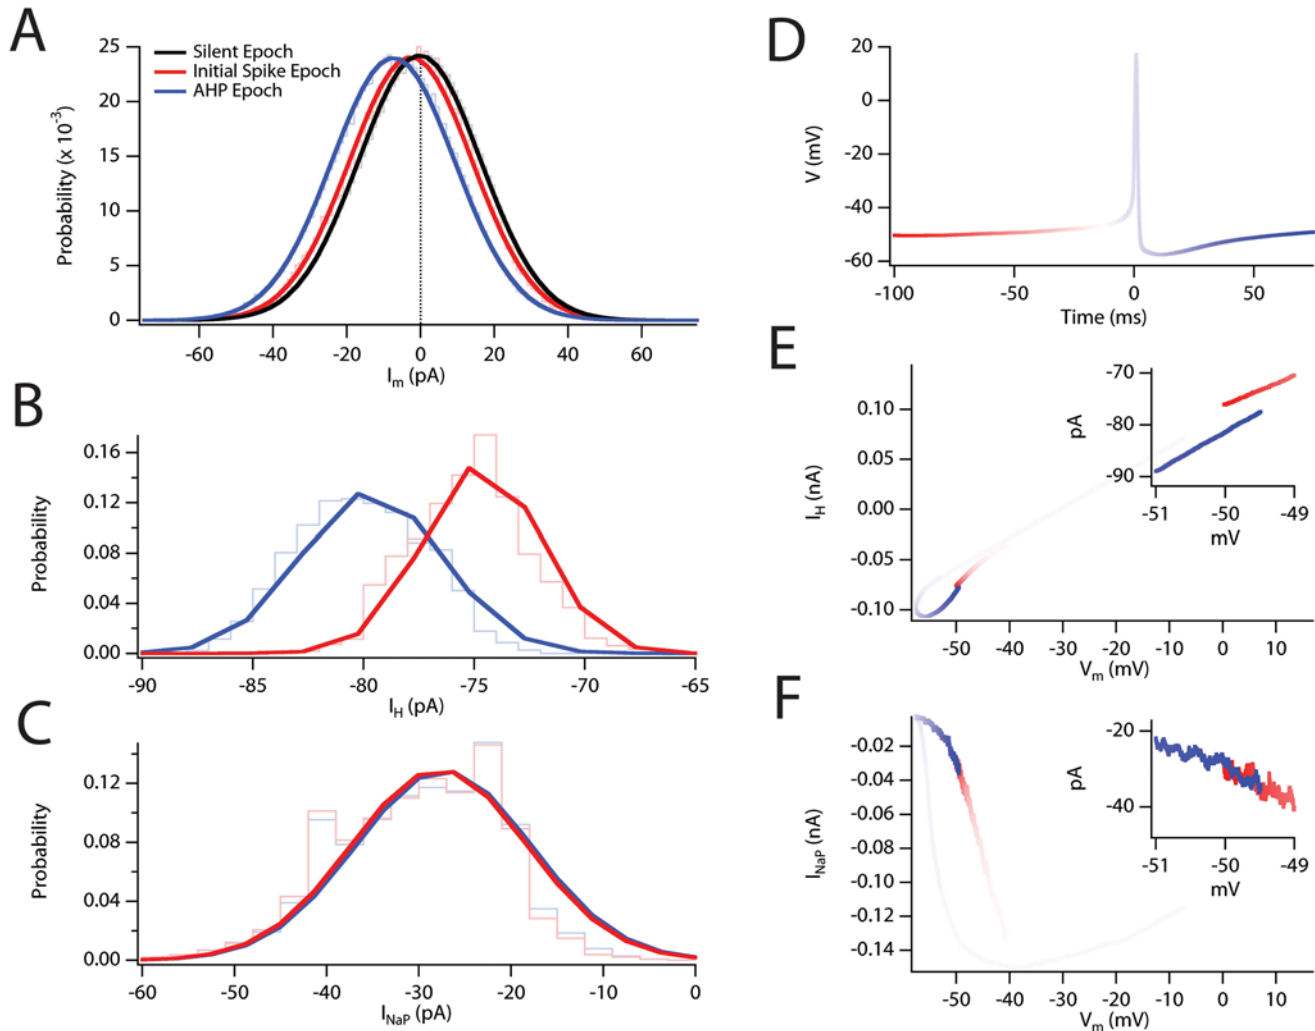 A
Silent Epoch
Initial Spike Epoch
AHP Epoch
Probability (x 10⁻³)
25
20
15
10
5
0
-60 -40 -20 0 20 40 60
Iₘ (pA)
B
Probability
0.16
0.12
0.08
0.04
0.00
-90 -85 -80 -75 -70 -65
I_H (pA)
C
Probability
0.12
0.08
0.04
0.00
-60 -50 -40 -30 -20 -10 0
I_NaP (pA)
D
V (mV)
20
0
-20
-40
-60
-100 -50 0 50
Time (ms)
E
I_H (nA)
0.10
0.05
0.00
-0.05
-0.10
-50 -40 -30 -20 -10 0 10
Vₘ (mV)
pA
-70
-80
-90
-51 -50 -49
mV
F
I_NaP (nA)
-0.02
-0.04
-0.06
-0.08
-0.10
-0.12
-0.14
-50 -40 -30 -20 -10 0 10
Vₘ (mV)
pA
-20
-40
-51 -50 -49
mV